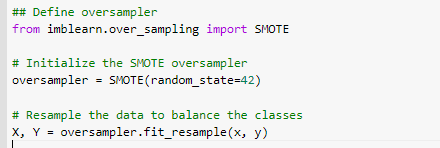 ## Define oversampler
from imblearn.over_sampling import SMOTE
# Initialize the SMOTE oversampler
oversampler = SMOTE(random_state=42)
# Resample the data to balance the classes
X, Y = oversampler.fit_resample(x, y)